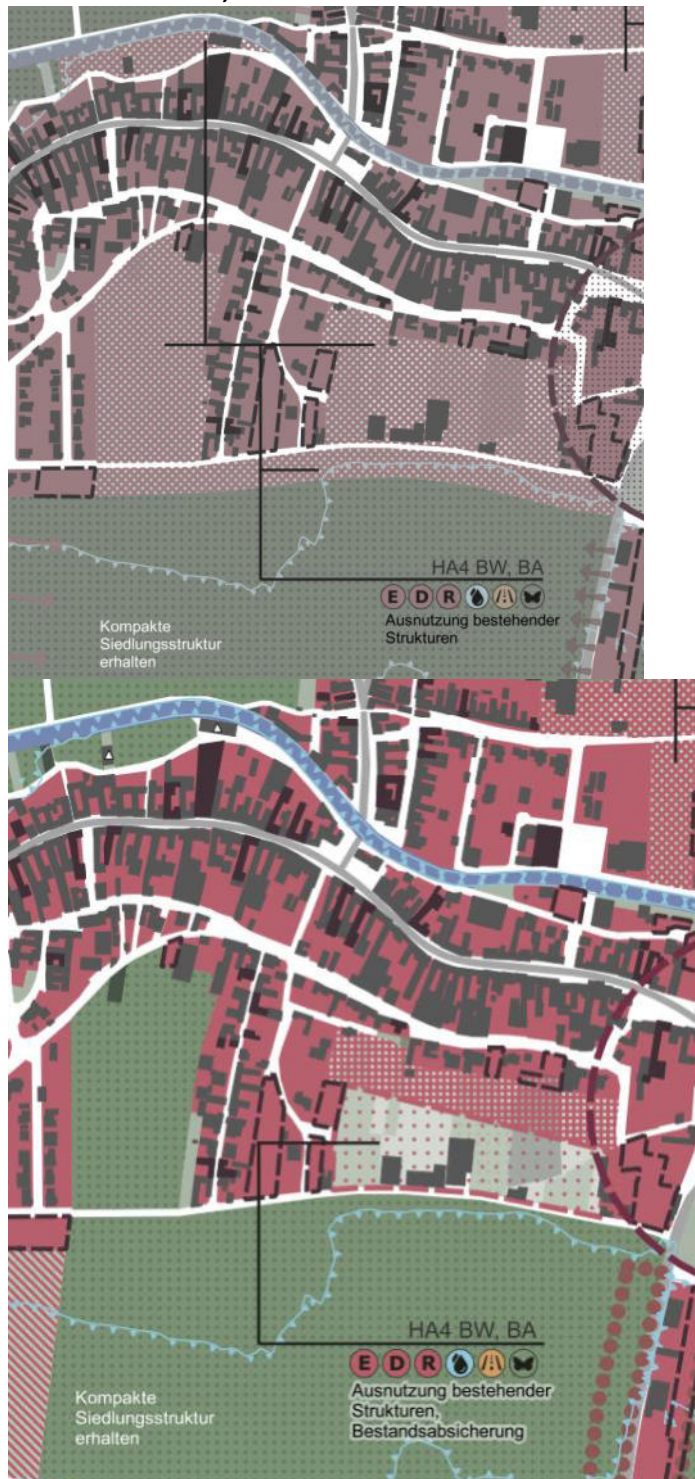 HA4 BW, BA
E D R
Ausnutzung bestehender
Strukturen
Kompakte
Siedlungsstruktur
erhalten
HA4 BW, BA
E D R
Ausnutzung bestehender
Strukturen,
Bestandsabsicherung
Kompakte
Siedlungsstruktur
erhalten